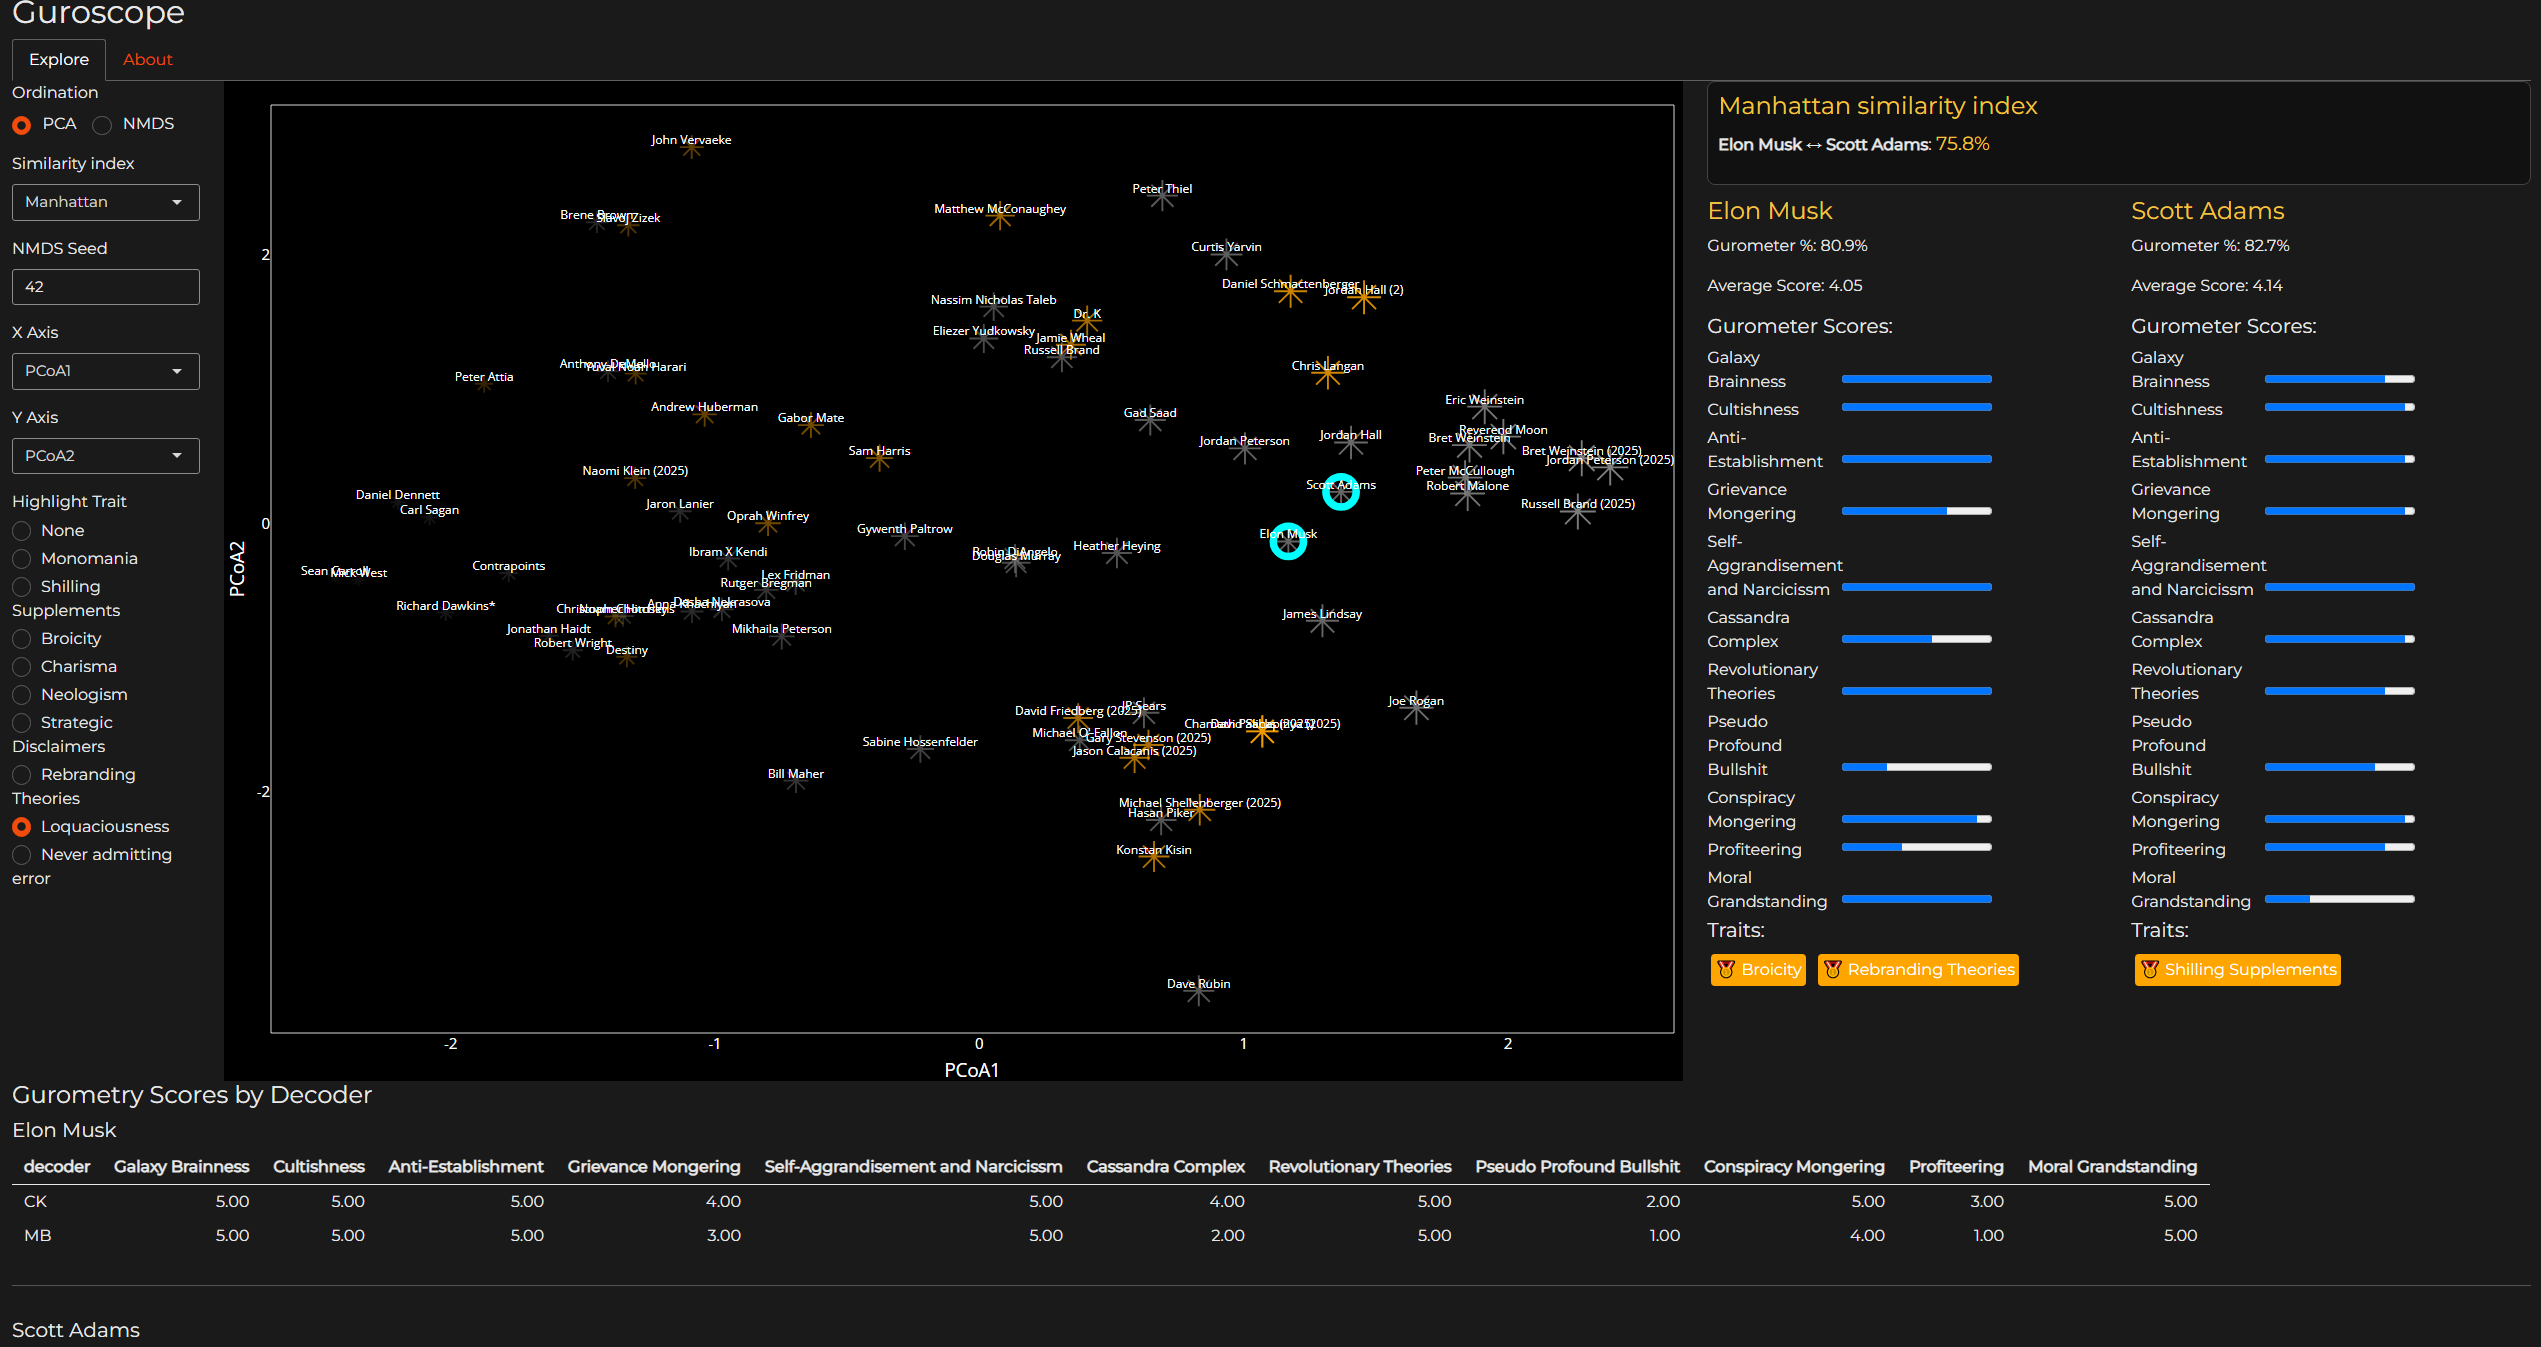 Guroscope
Explore
About
Ordination
PCA
NMDS
Similarity index
Manhattan
NMDS Seed
42
X Axis
PCoA1
Y Axis
PCoA2
Highlight Trait
None
Monomania
Shilling
Supplements
Broicity
Charisma
Neologism
Strategic
Disclaimers
Rebranding
Theories
Loquaciousness
Never admitting
error
John Vervaeke
Peter Thiel
Matthew McConaughey
Brene Brown
Slavoj Zizek
Curtis Yarvin
2
Daniel Schmactenberger
Jordan Hall (2)
Nassim Nicholas Taleb
Dr. K
Eliezer Yudkowsky
Jamie Wheal
Russell Brand
Anthony DeMello
Yuval Noah Harari
Chris Langan
Peter Attia
Eric Weinstein
Andrew Huberman
Gad Saad
Gabor Mate
Reverend Moon
Jordan Hall
Bret Weinstein
Jordan Peterson
Sam Harris
Bret Weinstein (2025)
Jordan Peterson (2025)
Naomi Klein (2025)
Peter McCullough
Scott Adams
Robert Malone
Daniel Dennett
Jaron Lanier
Russell Brand (2025)
Carl Sagan
Oprah Winfrey
0
Gywenth Paltrow
Elon Musk
Heather Heying
Ibram X Kendi
Robin DiAngelo
Douglas Murray
Contrapoints
Sean Carroll
Mick West
Lex Fridman
Rutger Bregman
Richard Dawkins*
Dasha Nekrasova
James Lindsay
Jonathan Haidt
Mikhaila Peterson
Robert Wright
Destiny
Joe Rogan
JP Sears
David Friedberg (2025)
Michael O'Fallon
Gary Stevenson (2025)
Sabine Hossenfelder
Jason Calacanis (2025)
Bill Maher
-2
Michael Shellenberger (2025)
Hasan Piker
Konstan Kisin
Dave Rubin
-2
-1
0
1
2
PCoA1
PCoA2
Manhattan similarity index
Elon Musk ↔ Scott Adams: 75.8%
Elon Musk
Gurometer %: 80.9%
Average Score: 4.05
Gurometer Scores:
Galaxy
Brainness
Cultishness
Anti-
Establishment
Grievance
Mongering
Self-
Aggrandisement
and Narcicissm
Cassandra
Complex
Revolutionary
Theories
Pseudo
Profound
Bullshit
Conspiracy
Mongering
Profiteering
Moral
Grandstanding
Traits:
Broicity
Rebranding Theories
Scott Adams
Gurometer %: 82.7%
Average Score: 4.14
Gurometer Scores:
Galaxy
Brainness
Cultishness
Anti-
Establishment
Grievance
Mongering
Self-
Aggrandisement
and Narcicissm
Cassandra
Complex
Revolutionary
Theories
Pseudo
Profound
Bullshit
Conspiracy
Mongering
Profiteering
Moral
Grandstanding
Traits:
Shilling Supplements
Gurometry Scores by Decoder
Elon Musk
decoder Galaxy Brainness Cultishness Anti-Establishment Grievance Mongering Self-Aggrandisement and Narcicissm Cassandra Complex Revolutionary Theories Pseudo Profound Bullshit Conspiracy Mongering Profiteering Moral Grandstanding
CK 5.00 5.00 5.00 4.00 5.00 4.00 5.00 2.00 5.00 3.00 5.00
MB 5.00 5.00 5.00 3.00 5.00 2.00 5.00 1.00 4.00 1.00 5.00
Scott Adams